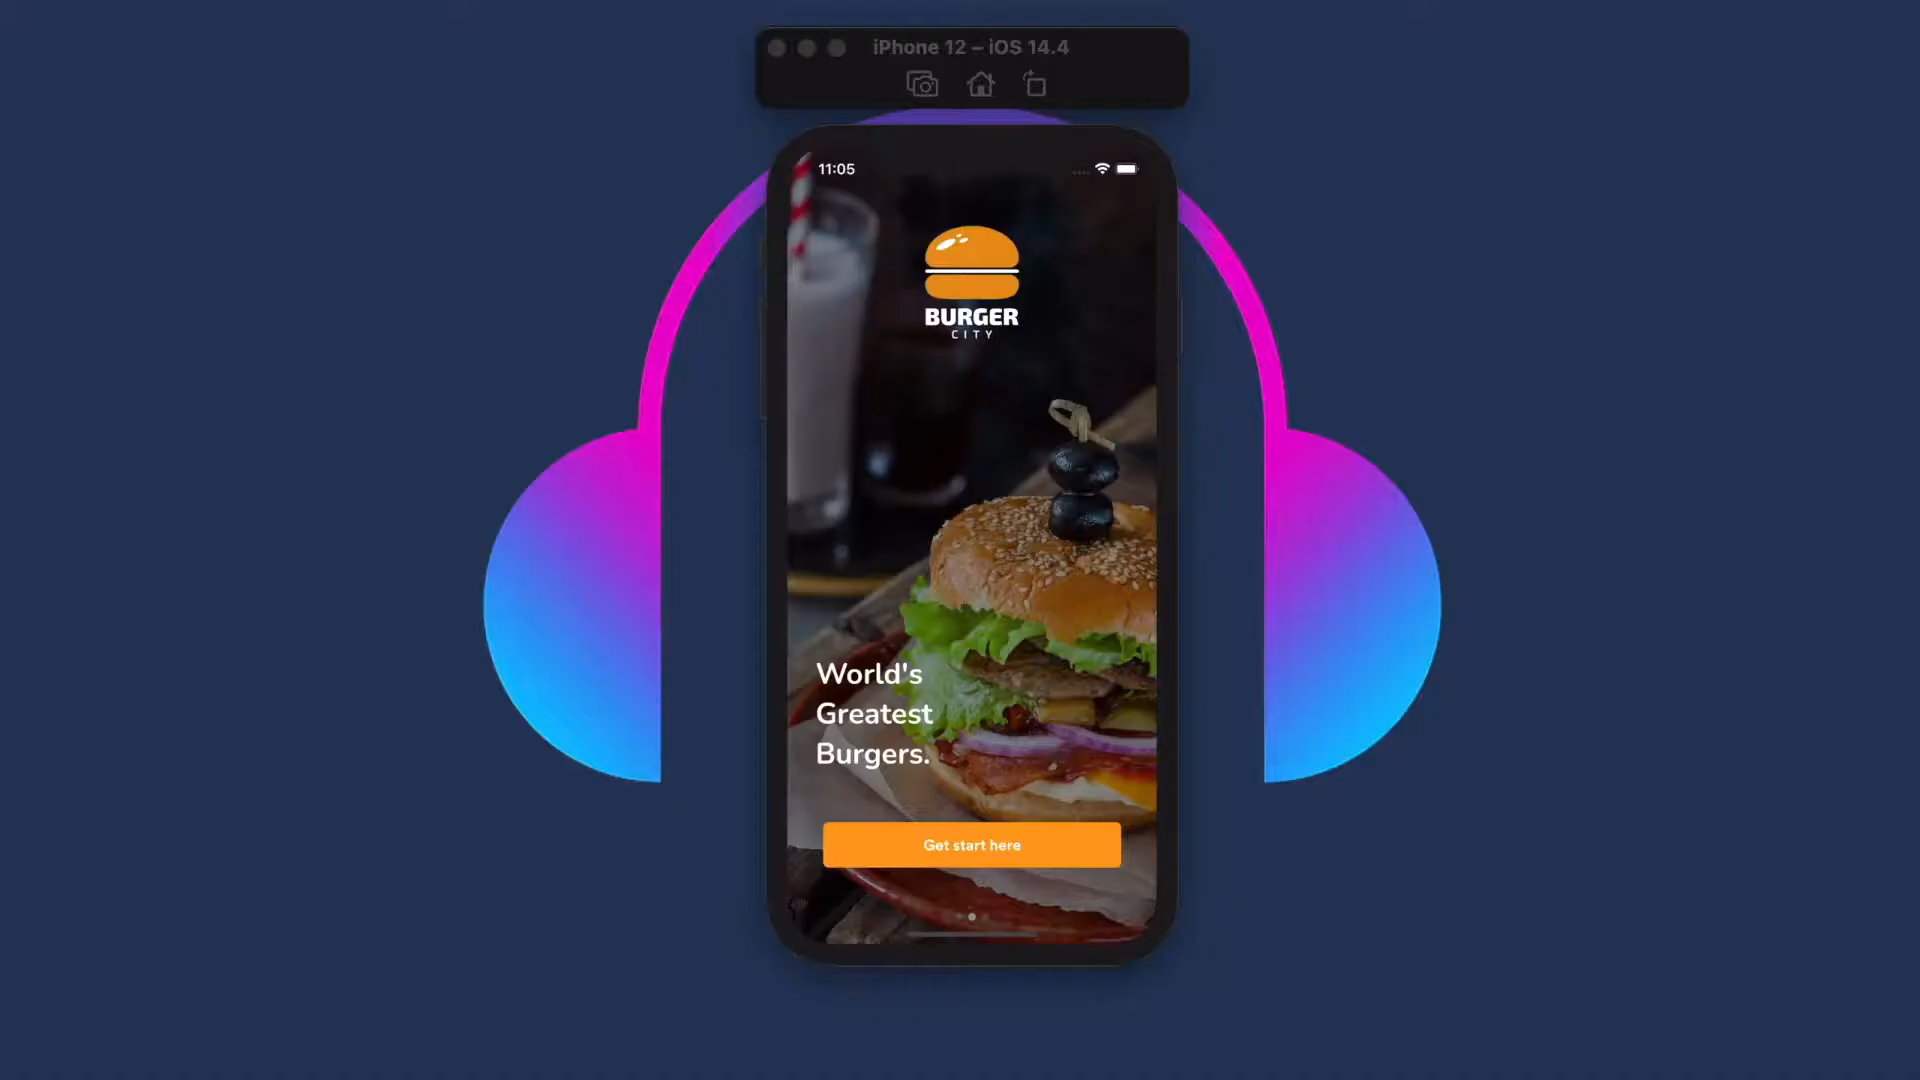 iPhone 12 – iOS 14.4
11:05
BURGER
CITY
World's
Greatest
Burgers.
Get start here